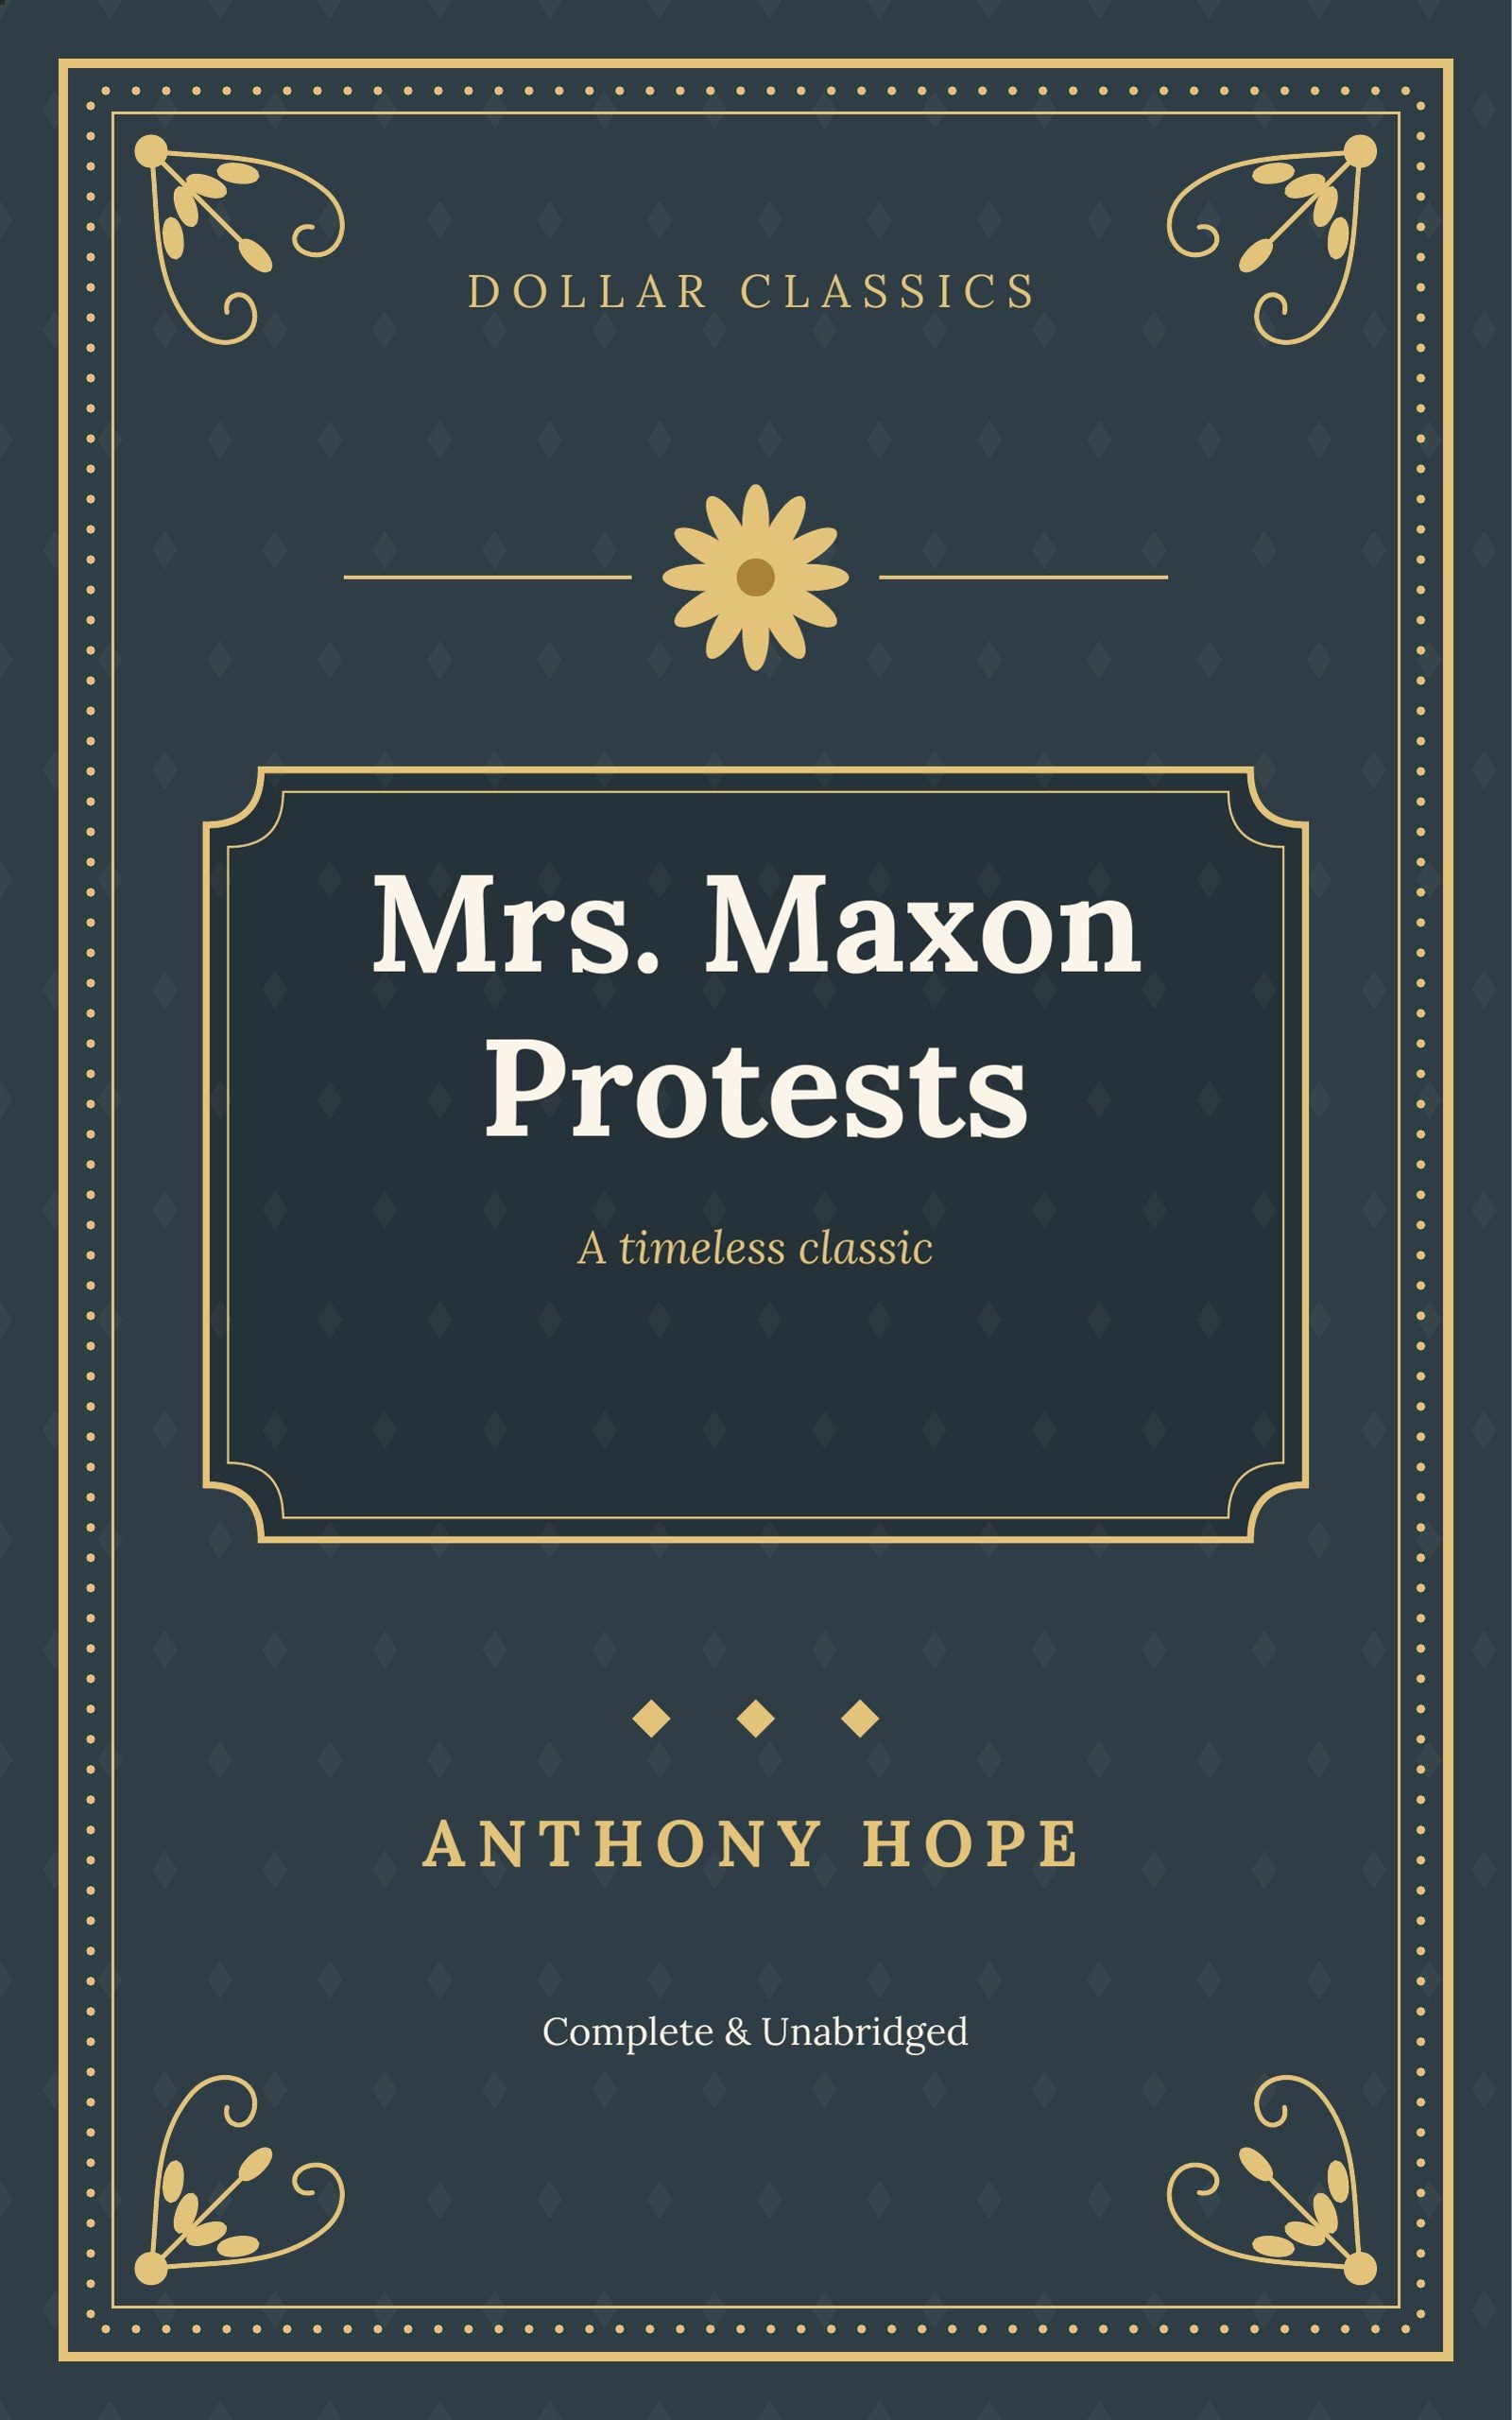 DOLLAR CLASSICS
Mrs. Maxon
Protests
A timeless classic
ANTHONY HOPE
Complete & Unabridged